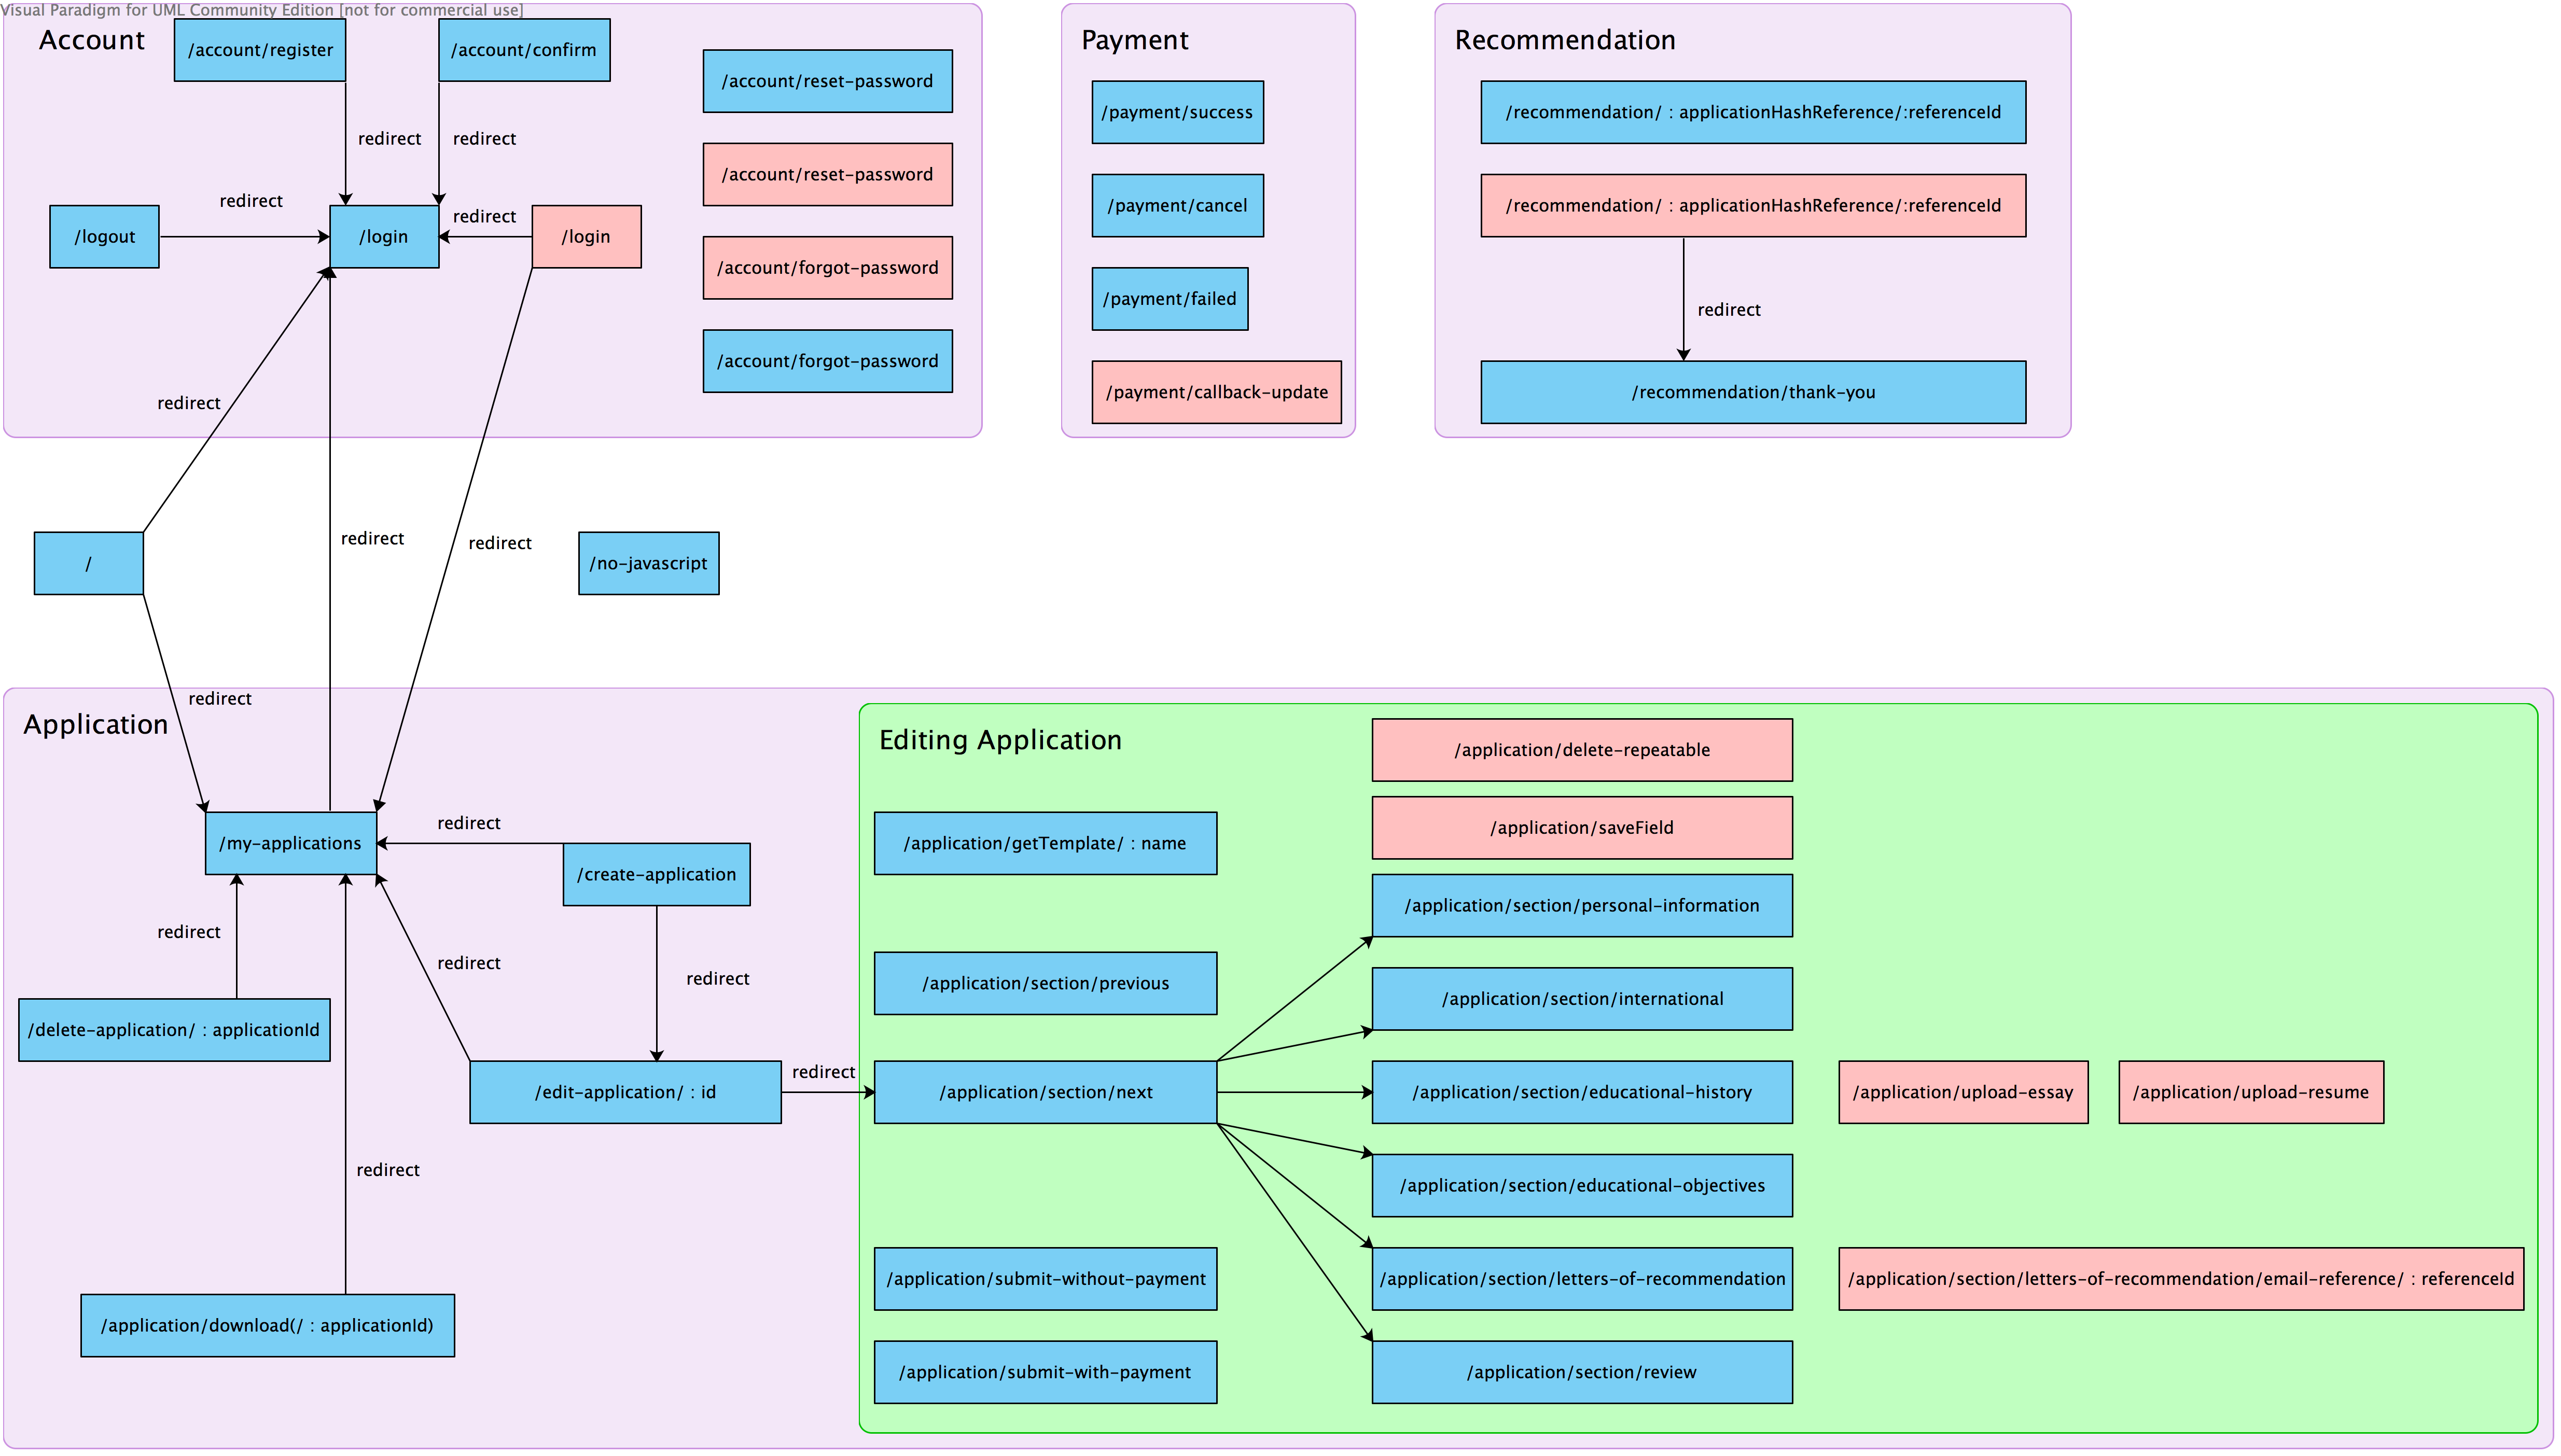 Visual Paradigm for UML Community Edition [not for commercial use]
Account
/account/register
/account/confirm
/account/reset-password
redirect
redirect
/account/reset-password
redirect
redirect
/logout
/login
/login
/account/forgot-password
/account/forgot-password
redirect
Payment
/payment/success
/payment/cancel
/payment/failed
/payment/callback-update
Recommendation
/recommendation/ : applicationHashReference/:referenceId
/recommendation/ : applicationHashReference/:referenceId
redirect
/recommendation/thank-you
redirect
redirect
/
/no-javascript
redirect
Application
/my-applications
redirect
/create-application
redirect
redirect
redirect
/delete-application/ : applicationId
/edit-application/ : id
redirect
redirect
/application/download(/ : applicationId)
Editing Application
/application/delete-repeatable
/application/saveField
/application/getTemplate/ : name
/application/section/personal-information
/application/section/previous
/application/section/international
/application/section/next
/application/section/educational-history
/application/upload-essay
/application/upload-resume
/application/section/educational-objectives
/application/submit-without-payment
/application/section/letters-of-recommendation
/application/section/letters-of-recommendation/email-reference/ : referenceId
/application/submit-with-payment
/application/section/review